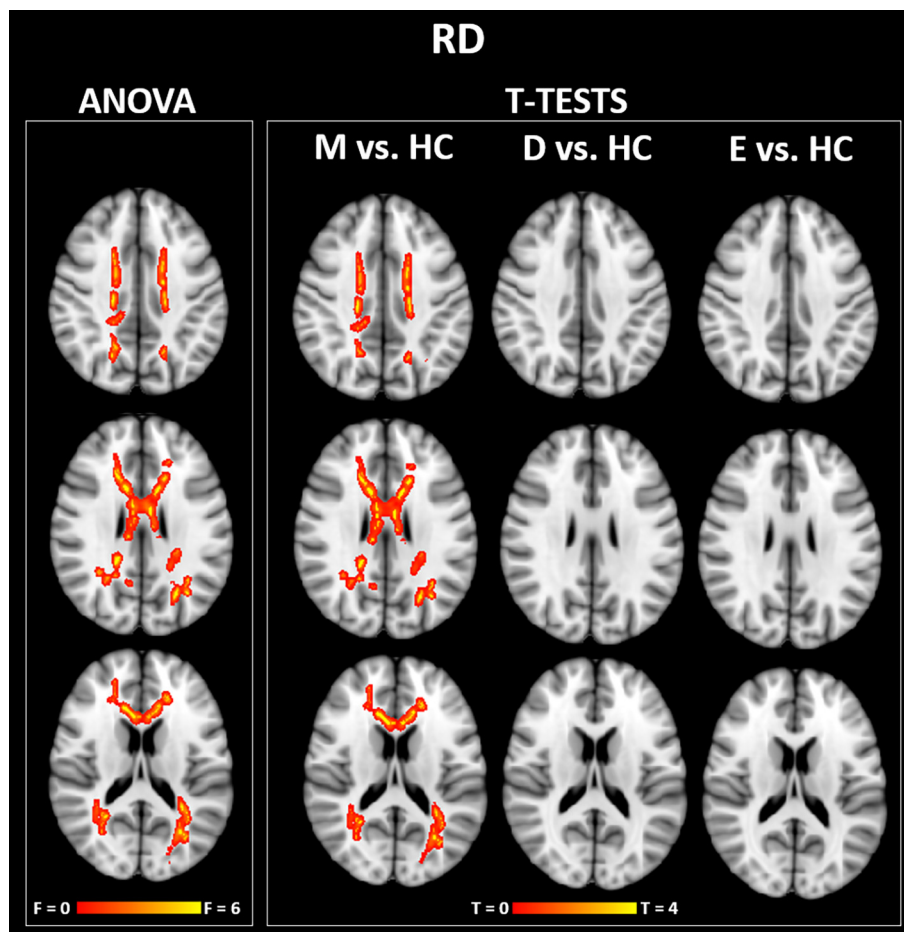 RD
ANOVA
T-TESTS
M vs. HC
D vs. HC
E vs. HC
F = 0
F = 6
T = 0
T = 4